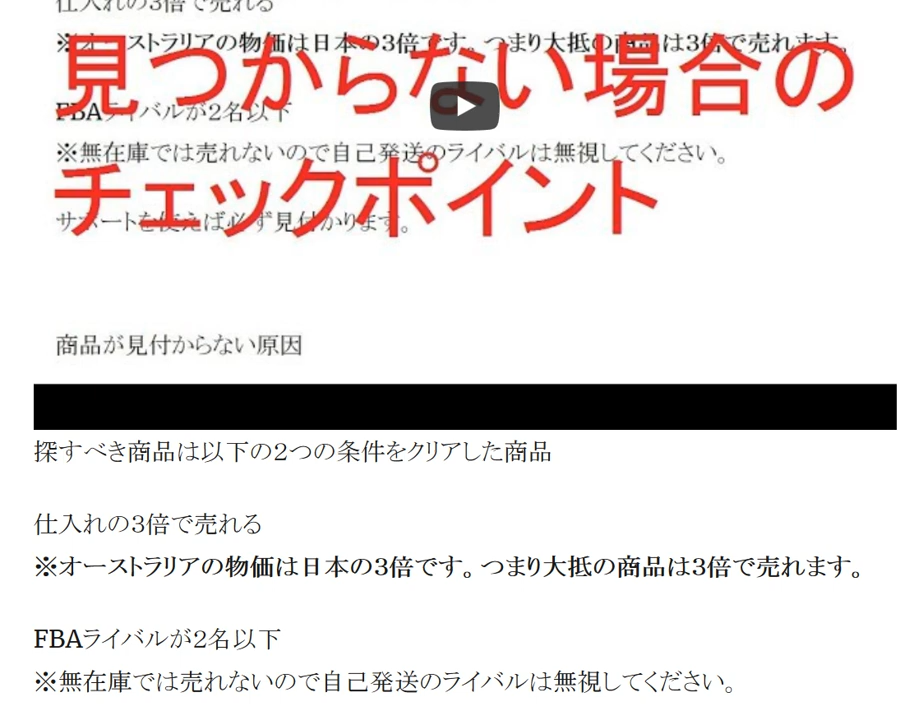 仕入れの3倍で売れる
※オーストラリアの物価は日本の3倍です。つまり大抵の商品は3倍で売れます。
見つからない場合の
FBAライバルが2名以下
※無在庫では売れないので自己発送のライバルは無視してください。
チェックポイント
サポートを使えば必ず見付かります。
商品が見付からない原因
探すべき商品は以下の2つの条件をクリアした商品
仕入れの3倍で売れる
※オーストラリアの物価は日本の3倍です。つまり大抵の商品は3倍で売れます。
FBAライバルが2名以下
※無在庫では売れないので自己発送のライバルは無視してください。